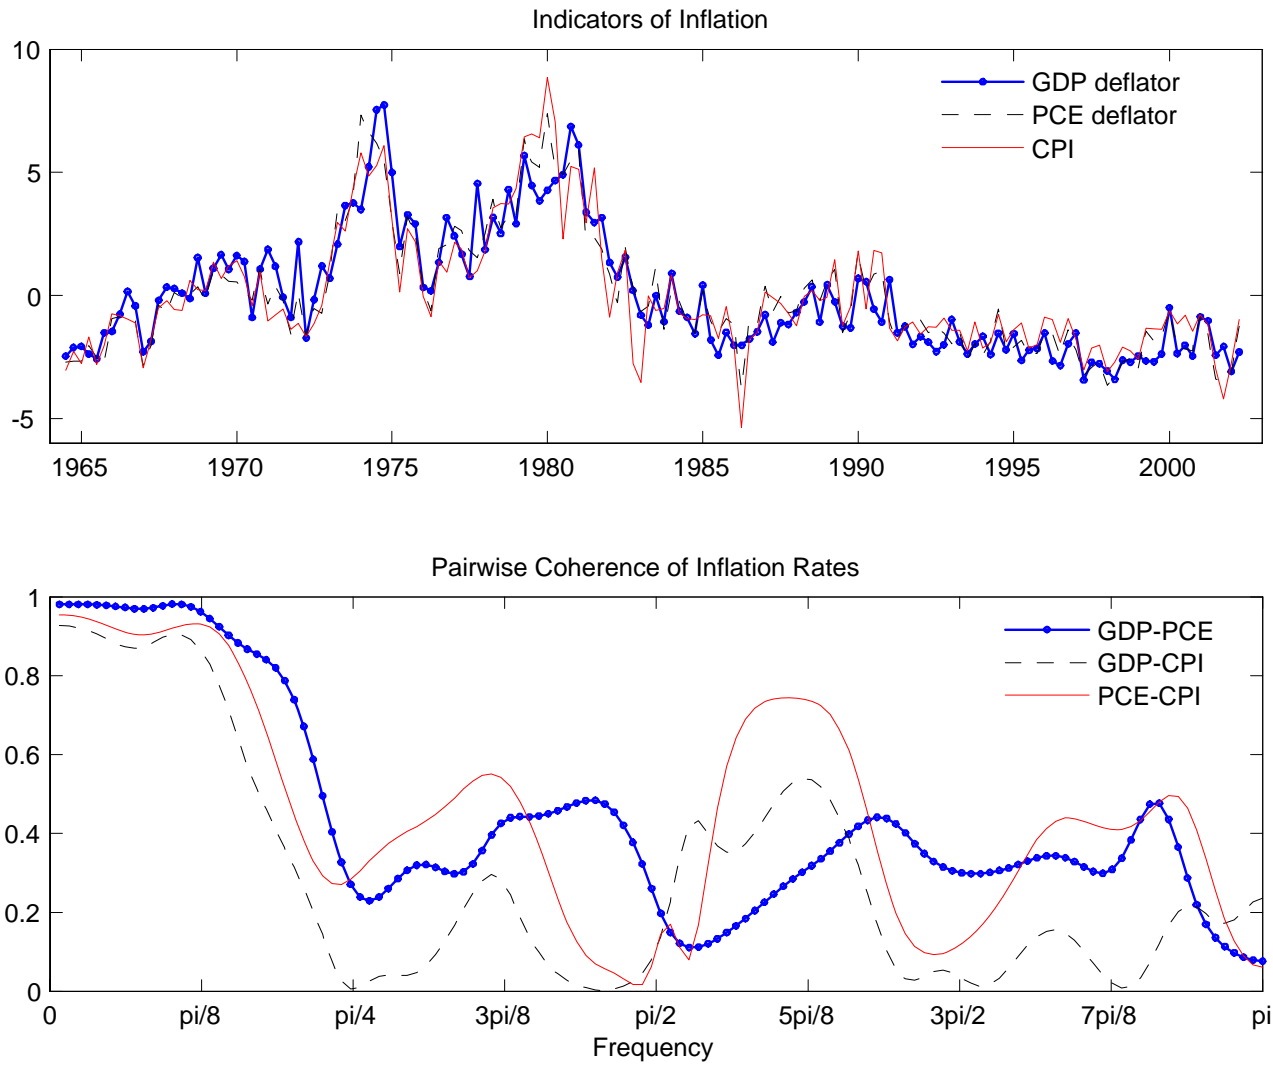 Indicators of Inflation
10
5
0
-5
GDP deflator
PCE deflator
CPI
1965 1970 1975 1980 1985 1990 1995 2000
Pairwise Coherence of Inflation Rates
1
0.8
0.6
0.4
0.2
0
GDP-PCE
GDP-CPI
PCE-CPI
0 pi/8 pi/4 3pi/8 pi/2 5pi/8 3pi/2 7pi/8 pi
Frequency